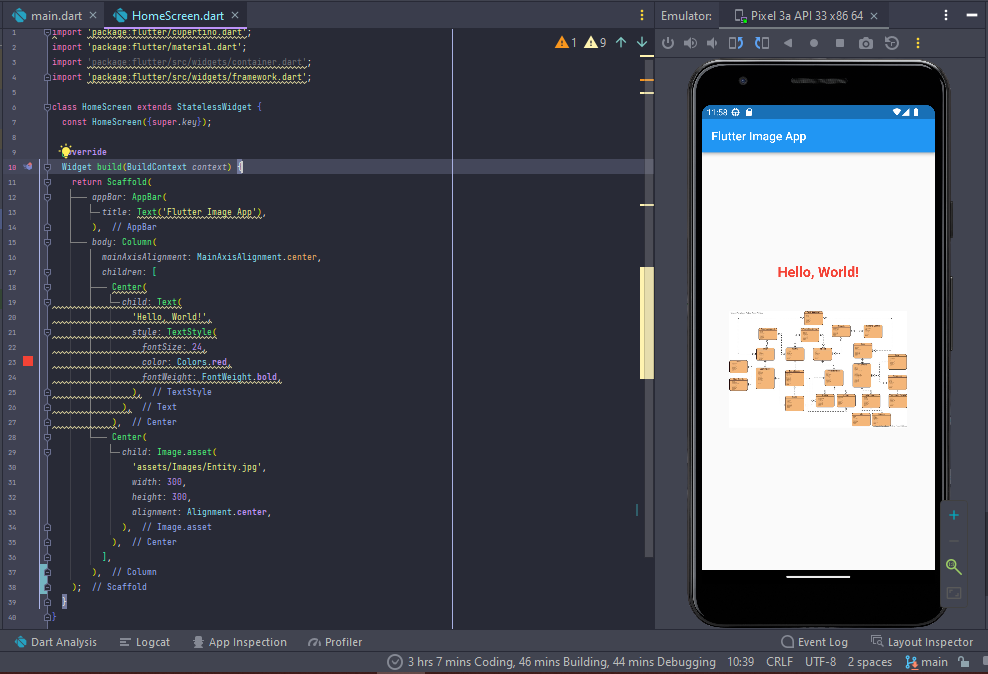 main.dart
HomeScreen.dart
Emulator:
Pixel 3a API 33 x86 64
1
9
1 import 'package:flutter/cupertino.dart';
2 import 'package:flutter/material.dart';
3 import 'package:flutter/src/widgets/container.dart';
4 import 'package:flutter/src/widgets/framework.dart';
5
6 class HomeScreen extends StatelessWidget {
7 const HomeScreen({super.key});
8
9 override
10 Widget build(BuildContext context) {
11 return Scaffold(
12 appBar: AppBar(
13 title: Text('Flutter Image App'),
14 ), // AppBar
15 body: Column(
16 mainAxisAlignment: MainAxisAlignment.center,
17 children: [
18 Center(
19 child: Text(
20 'Hello, World!',
21 style: TextStyle(
22 fontSize: 24,
23 color: Colors.red,
24 fontWeight: FontWeight.bold,
25 ), // TextStyle
26 ), // Text
27 ), // Center
28 Center(
29 child: Image.asset(
30 'assets/Images/Entity.jpg',
31 width: 300,
32 height: 300,
33 alignment: Alignment.center,
34 ), // Image.asset
35 ), // Center
36 ],
37 ), // Column
38 ); // Scaffold
39 }
40 }
11:58
Flutter Image App
Hello, World!
Dart Analysis
Logcat
App Inspection
Profiler
Event Log
Layout Inspector
3 hrs 7 mins Coding, 46 mins Building, 44 mins Debugging
10:39
CRLF
UTF-8
2 spaces
main